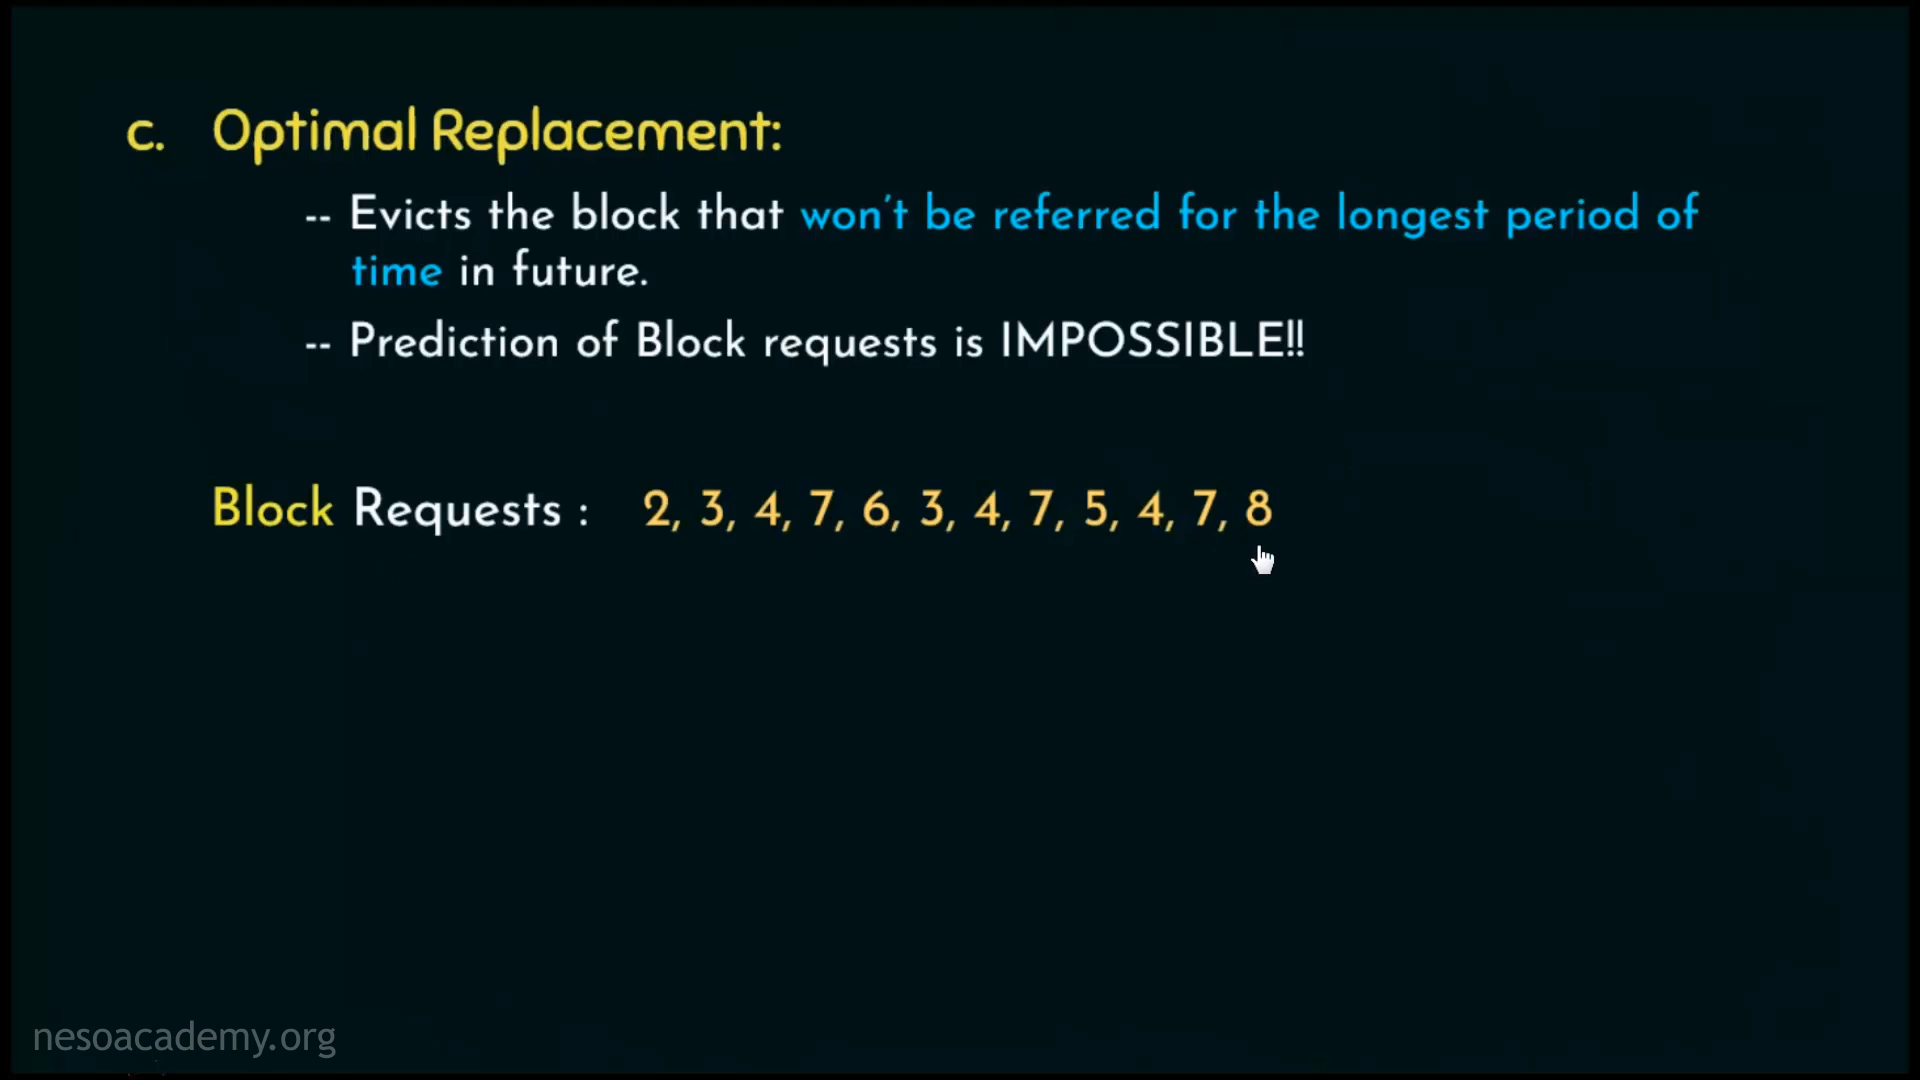 c. Optimal Replacement:
-- Evicts the block that won't be referred for the longest period of
time in future.
-- Prediction of Block requests is IMPOSSIBLE!!
Block Requests : 2, 3, 4, 7, 6, 3, 4, 7, 5, 4, 7, 8
nesoacademy.org